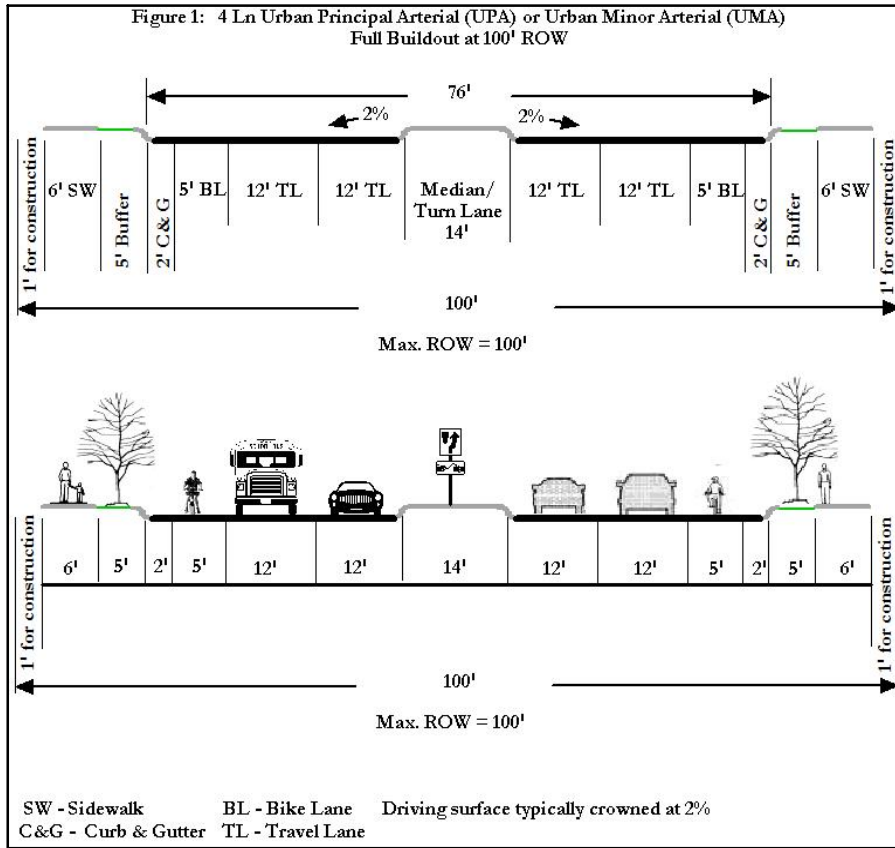 Figure 1: 4 Ln Urban Principal Arterial (UPA) or Urban Minor Arterial (UMA)
Full Buildout at 100' ROW
76'
2% 2%
1' for construction
6' SW
5' Buffer
2' C& G
5' BL
12' TL
12' TL
Median/
Turn Lane
14'
12' TL
12' TL
5' BL
2' C& G
5' Buffer
6' SW
1' for construction
100'
Max. ROW = 100'
1' for construction
6' 5' 2' 5' 12' 12' 14' 12' 12' 5' 2' 5' 6'
1' for construction
100'
Max. ROW = 100'
SW - Sidewalk BL - Bike Lane Driving surface typically crowned at 2%
C&G - Curb & Gutter TL - Travel Lane